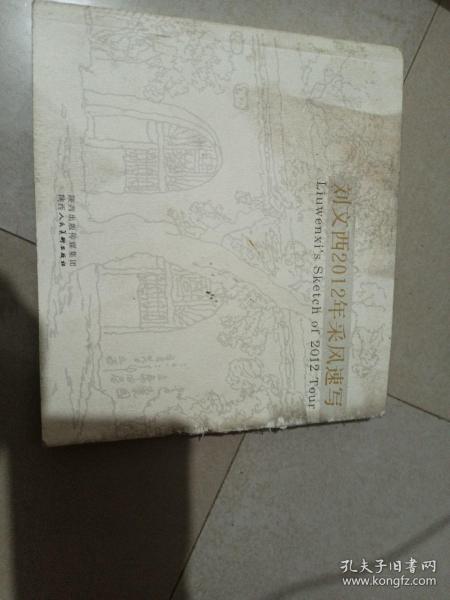 刘文西2012年采风速写
Liuwenxi's Sketch of 2012 Tour
陕西出版传媒集团
陕西人民美术出版社
孔夫子旧书网
www.kongfz.com